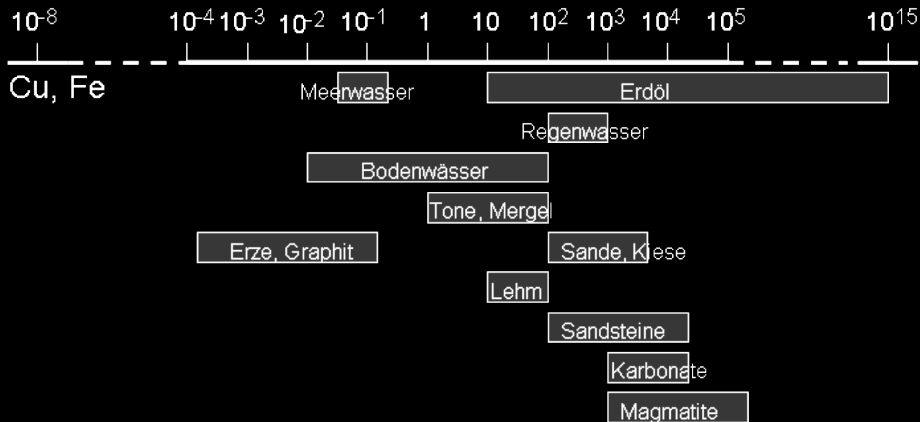 10⁻⁸ 10⁻⁴ 10⁻³ 10⁻² 10⁻¹ 1 10 10² 10³ 10⁴ 10⁵ 10¹⁵
Cu, Fe Meerwasser Erdöl
Regenwasser
Bodenwässer
Tone, Mergel
Erze, Graphit Sande, Kiese
Lehm
Sandsteine
Karbonate
Magmatite